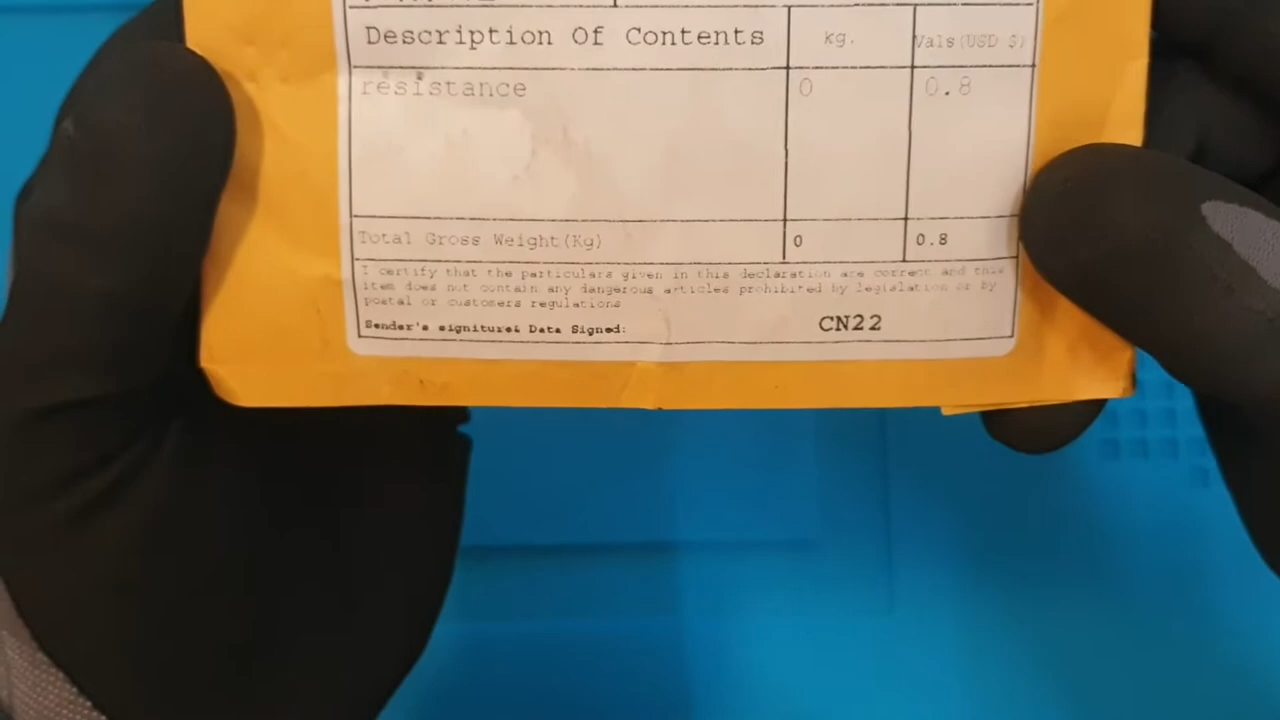 Description Of Contents kg. Vals(USD $)
resistance 0 0.8
Total Gross Weight(Kg) 0 0.8
I certify that the particulars given in this declaration are correct and this
item does not contain any dangerous articles prohibited by legislation or by
postal or customers regulations
Sender's signiture& Data Signed: CN22